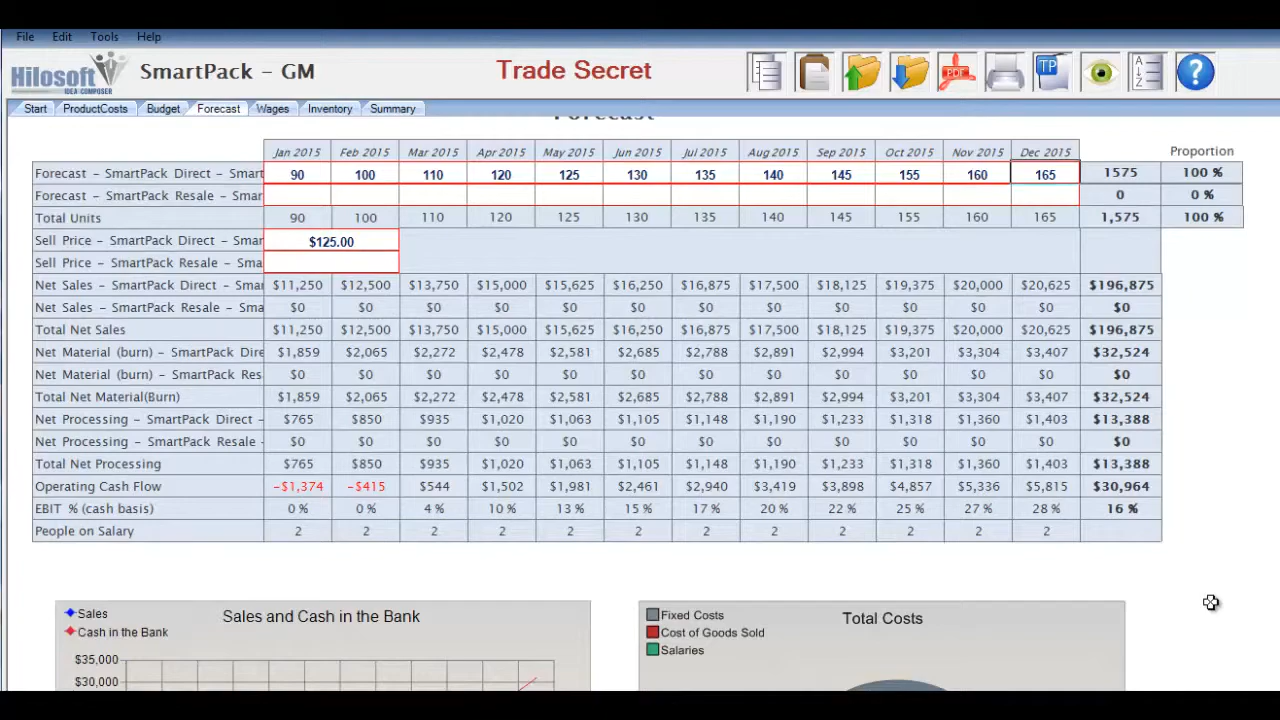 File Edit Tools Help
Hilosoft
IDEA COMPOSER
SmartPack - GM
Trade Secret
PDF
TP
A
Z
?
Start ProductCosts Budget Forecast Wages Inventory Summary
Forecast
Jan 2015 Feb 2015 Mar 2015 Apr 2015 May 2015 Jun 2015 Jul 2015 Aug 2015 Sep 2015 Oct 2015 Nov 2015 Dec 2015 Proportion
Forecast - SmartPack Direct - Smart 90 100 110 120 125 130 135 140 145 155 160 165 1575 100 %
Forecast - SmartPack Resale - Smar 0 0 %
Total Units 90 100 110 120 125 130 135 140 145 155 160 165 1,575 100 %
Sell Price - SmartPack Direct - Smar $125.00
Sell Price - SmartPack Resale - Sma
Net Sales - SmartPack Direct - Smar $11,250 $12,500 $13,750 $15,000 $15,625 $16,250 $16,875 $17,500 $18,125 $19,375 $20,000 $20,625 $196,875
Net Sales - SmartPack Resale - Sma $0 $0 $0 $0 $0 $0 $0 $0 $0 $0 $0 $0 $0
Total Net Sales $11,250 $12,500 $13,750 $15,000 $15,625 $16,250 $16,875 $17,500 $18,125 $19,375 $20,000 $20,625 $196,875
Net Material (burn) - SmartPack Dire $1,859 $2,065 $2,272 $2,478 $2,581 $2,685 $2,788 $2,891 $2,994 $3,201 $3,304 $3,407 $32,524
Net Material (burn) - SmartPack Res $0 $0 $0 $0 $0 $0 $0 $0 $0 $0 $0 $0 $0
Total Net Material(Burn) $1,859 $2,065 $2,272 $2,478 $2,581 $2,685 $2,788 $2,891 $2,994 $3,201 $3,304 $3,407 $32,524
Net Processing - SmartPack Direct - $765 $850 $935 $1,020 $1,063 $1,105 $1,148 $1,190 $1,233 $1,318 $1,360 $1,403 $13,388
Net Processing - SmartPack Resale - $0 $0 $0 $0 $0 $0 $0 $0 $0 $0 $0 $0 $0
Total Net Processing $765 $850 $935 $1,020 $1,063 $1,105 $1,148 $1,190 $1,233 $1,318 $1,360 $1,403 $13,388
Operating Cash Flow -$1,374 -$415 $544 $1,502 $1,981 $2,461 $2,940 $3,419 $3,898 $4,857 $5,336 $5,815 $30,964
EBIT % (cash basis) 0 % 0 % 4 % 10 % 13 % 15 % 17 % 20 % 22 % 25 % 27 % 28 % 16 %
People on Salary 2 2 2 2 2 2 2 2 2 2 2 2
Sales
Sales and Cash in the Bank
Cash in the Bank
$35,000
$30,000
Fixed Costs
Total Costs
Cost of Goods Sold
Salaries